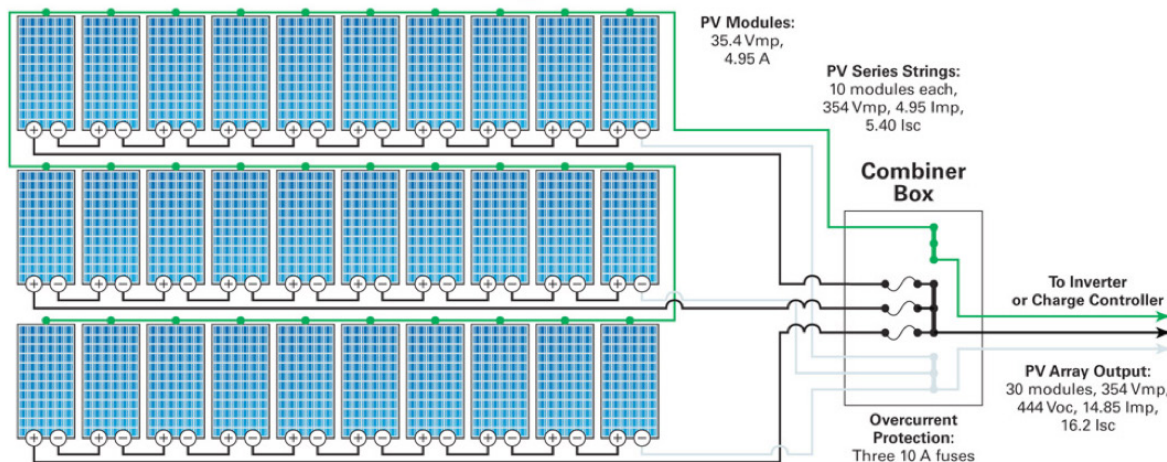 PV Modules:
35.4 Vmp,
4.95 A
PV Series Strings:
10 modules each,
354 Vmp, 4.95 Imp,
5.40 Isc
Combiner
Box
To Inverter
or Charge Controller
PV Array Output:
30 modules, 354 Vmp,
444 Voc, 14.85 Imp,
16.2 Isc
Overcurrent
Protection:
Three 10 A fuses
+ − + − + − + − + − + − + − + − + − + −
+ − + − + − + − + − + − + − + − + − + −
+ − + − + − + − + − + − + − + − + − + −